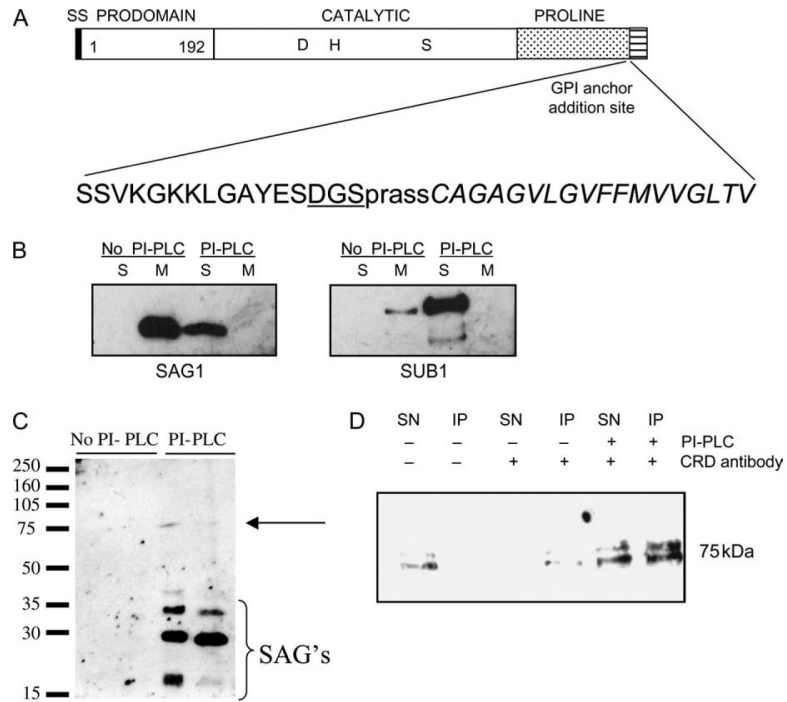 A
SS PRODOMAIN CATALYTIC PROLINE
1 192 D H S
GPI anchor
addition site
SSVKGKKLGAYESDGSprassCAGAGVLGVFFMVVGLTV
B
No PI-PLC PI-PLC No PI-PLC PI-PLC
S M S M S M S M
SAG1 SUB1
C
No PI- PLC PI-PLC
250
160
105
75
50
35
30
15
SAG's
D
SN IP SN IP SN IP
– – – – + + PI-PLC
– – + + + + CRD antibody
75kDa